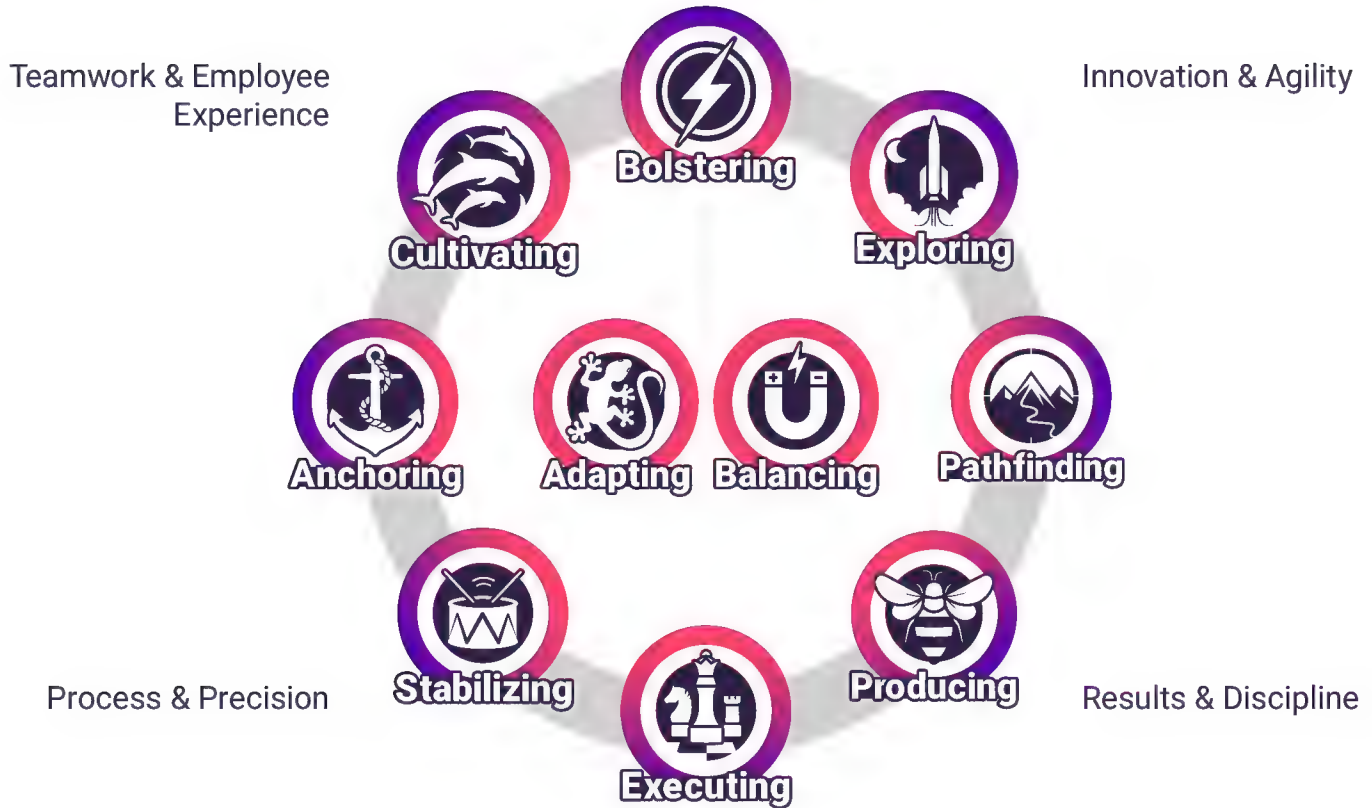 Teamwork & Employee
Experience
Innovation & Agility
Bolstering
Cultivating
Exploring
Anchoring
Adapting
Balancing
Pathfinding
Stabilizing
Producing
Process & Precision
Results & Discipline
Executing